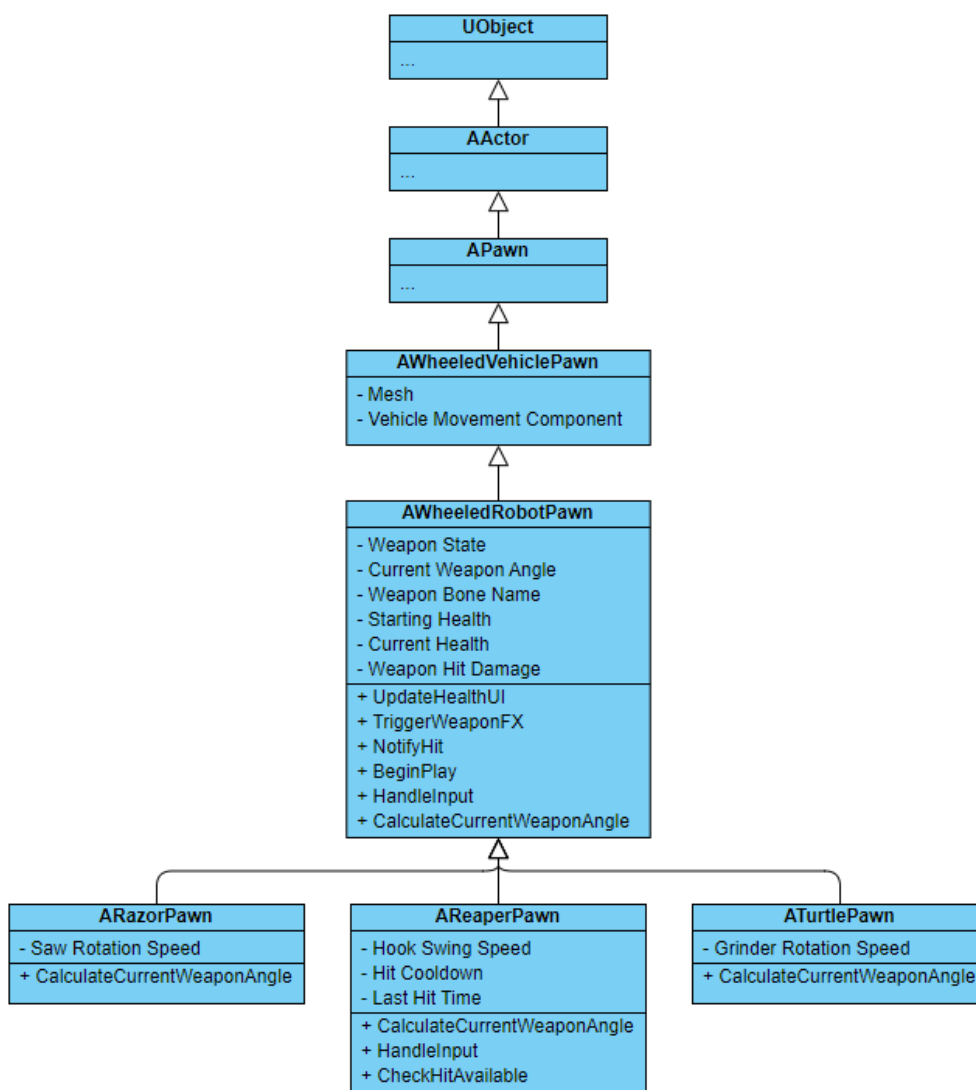 UObject
...
AActor
...
APawn
...
AWheeledVehiclePawn
- Mesh
- Vehicle Movement Component
AWheeledRobotPawn
- Weapon State
- Current Weapon Angle
- Weapon Bone Name
- Starting Health
- Current Health
- Weapon Hit Damage
+ UpdateHealthUI
+ TriggerWeaponFX
+ NotifyHit
+ BeginPlay
+ HandleInput
+ CalculateCurrentWeaponAngle
ARazorPawn
- Saw Rotation Speed
+ CalculateCurrentWeaponAngle
AReaperPawn
- Hook Swing Speed
- Hit Cooldown
- Last Hit Time
+ CalculateCurrentWeaponAngle
+ HandleInput
+ CheckHitAvailable
ATurtlePawn
- Grinder Rotation Speed
+ CalculateCurrentWeaponAngle